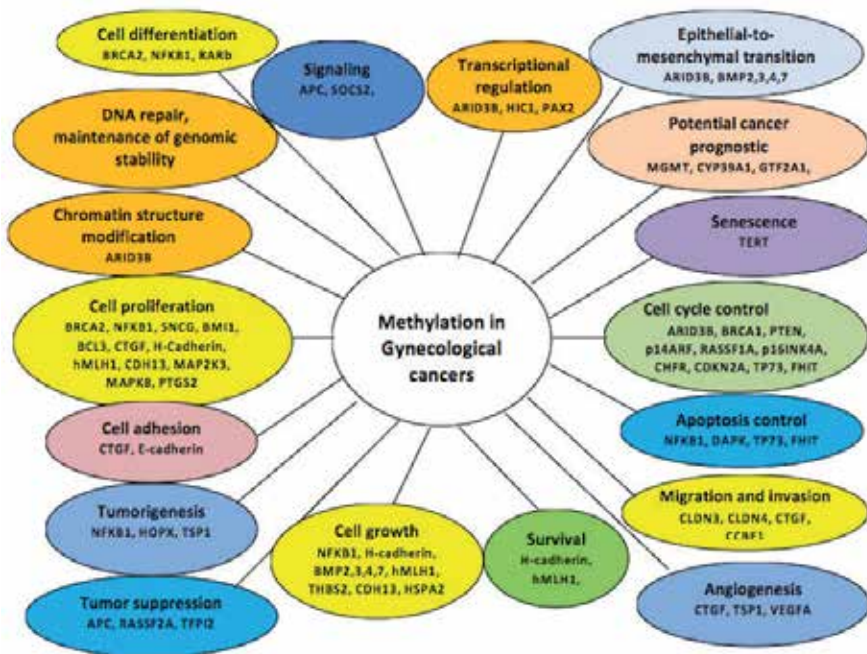 Cell differentiation
BRCA2, NFKB1, RARb
Signaling
APC, SOCS2,
Transcriptional
regulation
ARID3B, HIC1, PAX2
Epithelial-to-
mesenchymal transition
ARID3B, BMP2,3,4,7
DNA repair,
maintenance of genomic
stability
Potential cancer
prognostic
MGMT, CYP39A1, GTF2A1,
Chromatin structure
modification
ARID3B
Senescence
TERT
Cell proliferation
BRCA2, NFKB1, SNCG, BMI1,
BCL3, CTGF, H-Cadherin,
hMLH1, CDH13, MAP2K3,
MAPK8, PTGS2
Methylation in
Gynecological
cancers
Cell cycle control
ARID3B, BRCA1, PTEN,
p14ARF, RASSF1A, p16INK4A,
CHFR, CDKN2A, TP73, FHIT
Cell adhesion
CTGF, E-cadherin
Apoptosis control
NFKB1, DAPK, TP73, FHIT
Tumorigenesis
NFKB1, HOPX, TSP1
Cell growth
NFKB1, H-cadherin,
BMP2,3,4,7, hMLH1,
THBS2, CDH13, HSPA2
Survival
H-cadherin,
hMLH1,
Migration and invasion
CLDN3, CLDN4, CTGF,
Tumor suppression
APC, RASSF2A, TFPI2
Angiogenesis
CTGF, TSP1, VEGFA